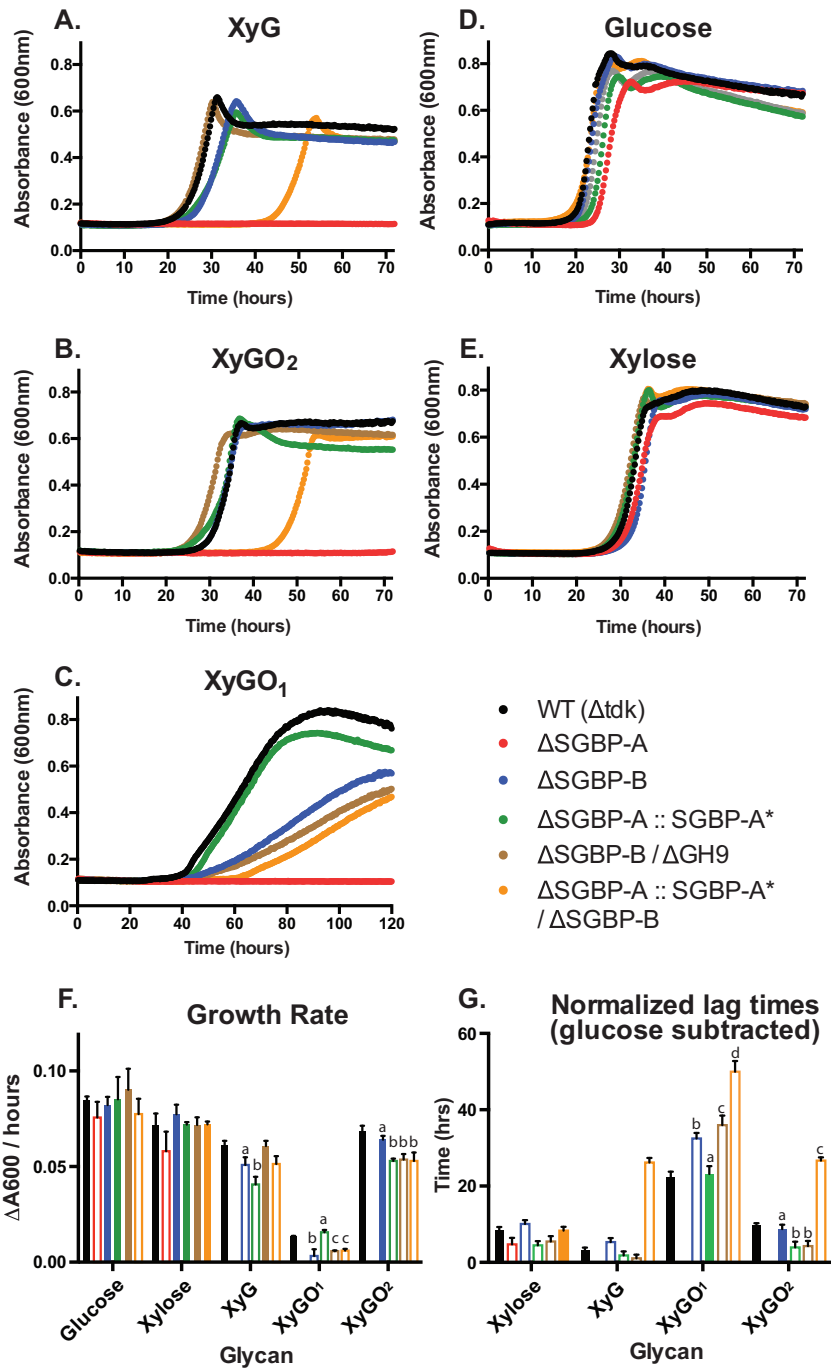 A.
XyG
Absorbance (600nm)
0.8
0.6
0.4
0.2
0.0
0 10 20 30 40 50 60 70
Time (hours)
D.
Glucose
Absorbance (600nm)
0.8
0.6
0.4
0.2
0.0
0 10 20 30 40 50 60 70
Time (hours)
B.
XyGO2
Absorbance (600nm)
0.8
0.6
0.4
0.2
0.0
0 10 20 30 40 50 60 70
Time (hours)
E.
Xylose
Absorbance (600nm)
0.8
0.6
0.4
0.2
0.0
0 10 20 30 40 50 60 70
Time (hours)
C.
XyGO1
Absorbance (600nm)
0.8
0.6
0.4
0.2
0.0
0 20 40 60 80 100 120
Time (hours)
WT (Δtdk)
ΔSGBP-A
ΔSGBP-B
ΔSGBP-A :: SGBP-A*
ΔSGBP-B / ΔGH9
ΔSGBP-A :: SGBP-A*
/ ΔSGBP-B
F.
Growth Rate
ΔA600 / hours
0.10
0.05
0.00
a
b
b
a
c
c
a
b
b
b
Glucose
Xylose
XyG
XyGO1
XyGO2
Glycan
G.
Normalized lag times
(glucose subtracted)
Time (hrs)
60
40
20
0
b
a
c
d
a
b
b
c
Xylose
XyG
XyGO1
XyGO2
Glycan